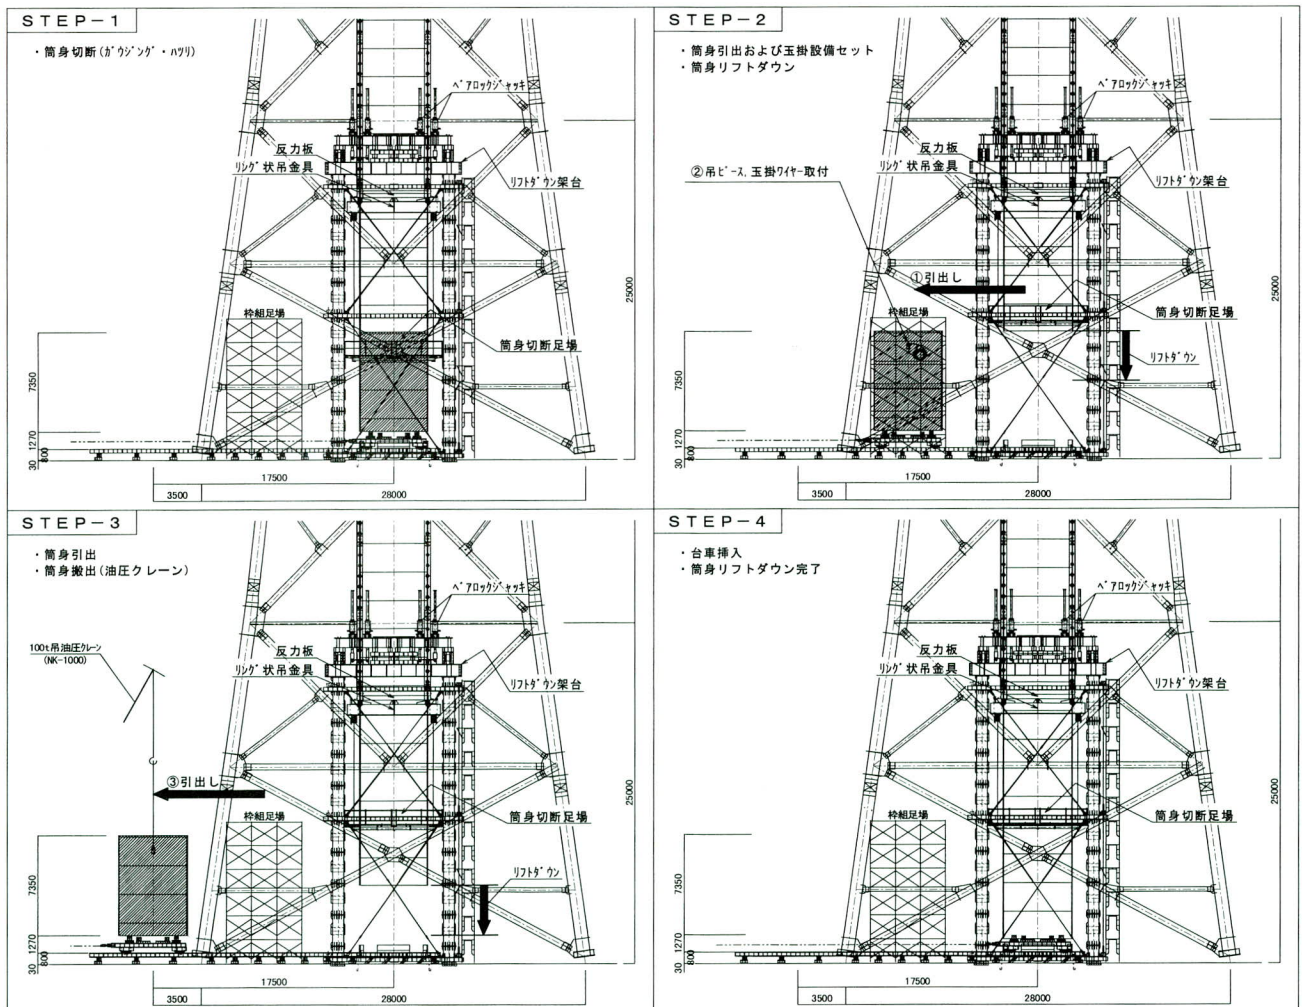 STEP-1
・筒身切断(ガウジング・ハツリ)
ベアロックジャッキ
反力板
リング状吊金具
リフトダウン架台
枠組足場
筒身切断足場
25000
7350
1270
800
30
17500
3500
28000
STEP-2
・筒身引出および玉掛設備セット
・筒身リフトダウン
ベアロックジャッキ
反力板
リング状吊金具
②吊ピース,玉掛ワイヤー取付
リフトダウン架台
①引出し
枠組足場
筒身切断足場
リフトダウン
25000
7350
1270
800
30
17500
3500
28000
STEP-3
・筒身引出
・筒身搬出(油圧クレーン)
ベアロックジャッキ
100t吊油圧クレーン
(NK-1000)
反力板
リング状吊金具
リフトダウン架台
③引出し
枠組足場
筒身切断足場
リフトダウン
25000
7350
1270
800
30
17500
3500
28000
STEP-4
・台車挿入
・筒身リフトダウン完了
ベアロックジャッキ
反力板
リング状吊金具
リフトダウン架台
枠組足場
筒身切断足場
25000
7350
1270
800
30
17500
3500
28000